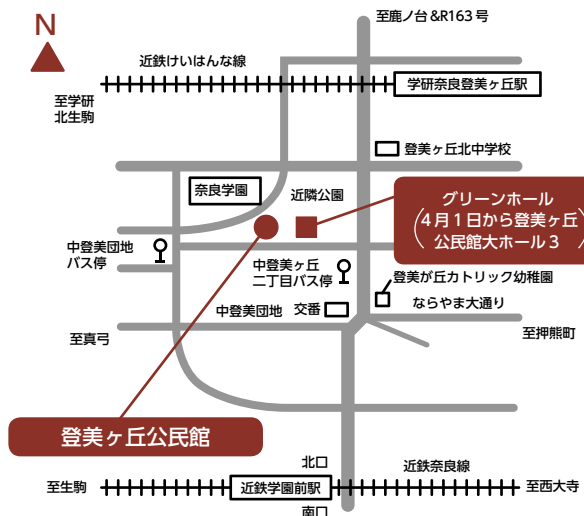 N
至鹿ノ台&R163号
近鉄けいはんな線
学研奈良登美ヶ丘駅
至学研
北生駒
登美ヶ丘北中学校
奈良学園
近隣公園
グリーンホール
(4月1日から登美ヶ丘
公民館大ホール3)
中登美団地
バス停
中登美ヶ丘
二丁目バス停
登美が丘カトリック幼稚園
中登美団地
交番
ならやま大通り
至真弓
至押熊町
登美ヶ丘公民館
北口
近鉄奈良線
至生駒
近鉄学園前駅
至西大寺
南口